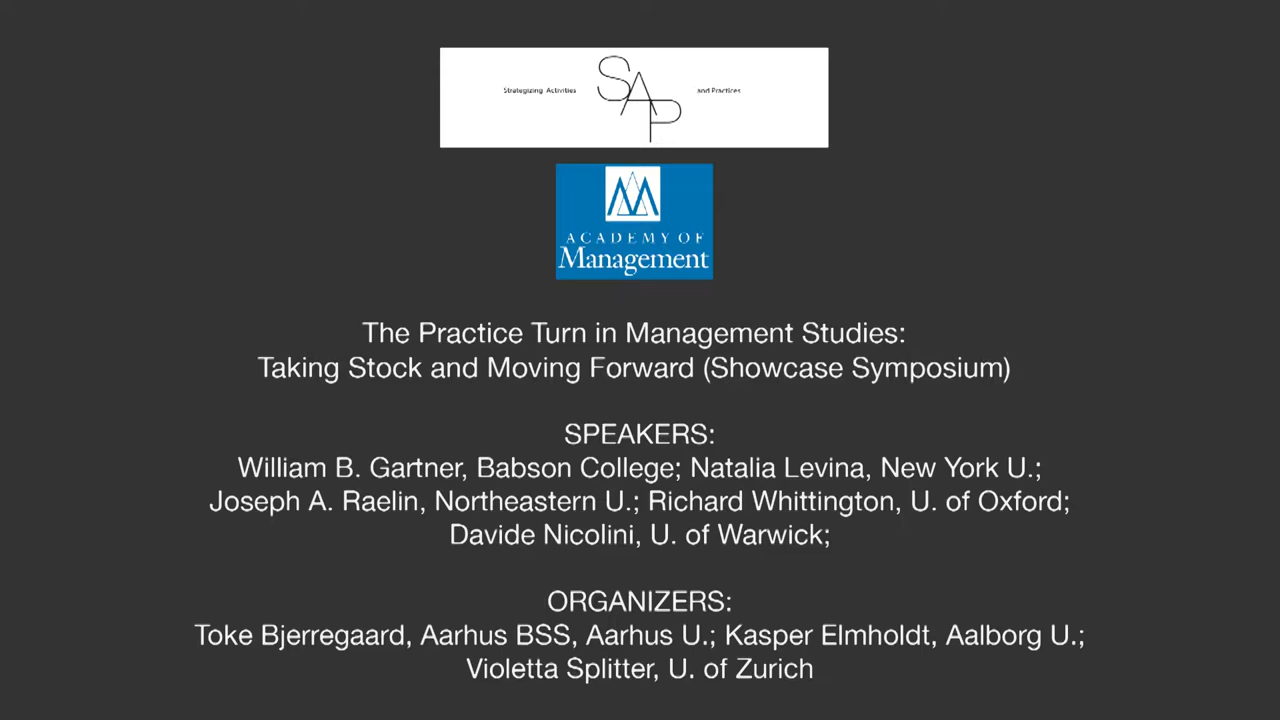 Strategizing Activities SAP and Practices
ACADEMY OF
Management
The Practice Turn in Management Studies:
Taking Stock and Moving Forward (Showcase Symposium)
SPEAKERS:
William B. Gartner, Babson College; Natalia Levina, New York U.;
Joseph A. Raelin, Northeastern U.; Richard Whittington, U. of Oxford;
Davide Nicolini, U. of Warwick;
ORGANIZERS:
Toke Bjerregaard, Aarhus BSS, Aarhus U.; Kasper Elmholdt, Aalborg U.;
Violetta Splitter, U. of Zurich